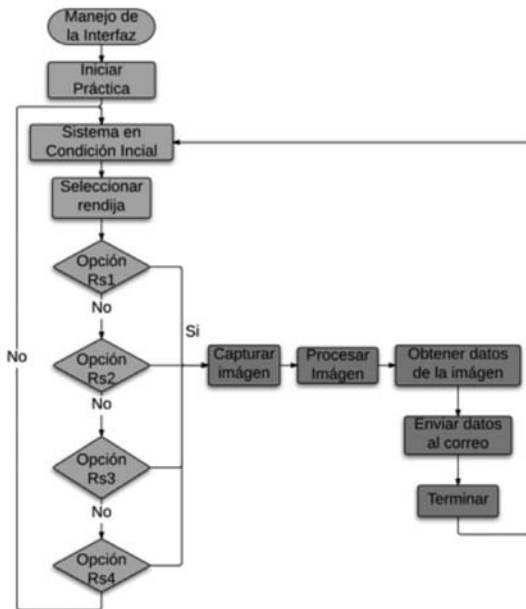 Manejo de
la Interfaz
Iniciar
Práctica
Sistema en
Condición Incial
Seleccionar
rendija
Opción
Rs1
No
Si
No
Opción
Rs2
No
Capturar
imágen
Procesar
Imágen
Obtener datos
de la imágen
Enviar datos
al correo
Opción
Rs3
No
Terminar
Opción
Rs4